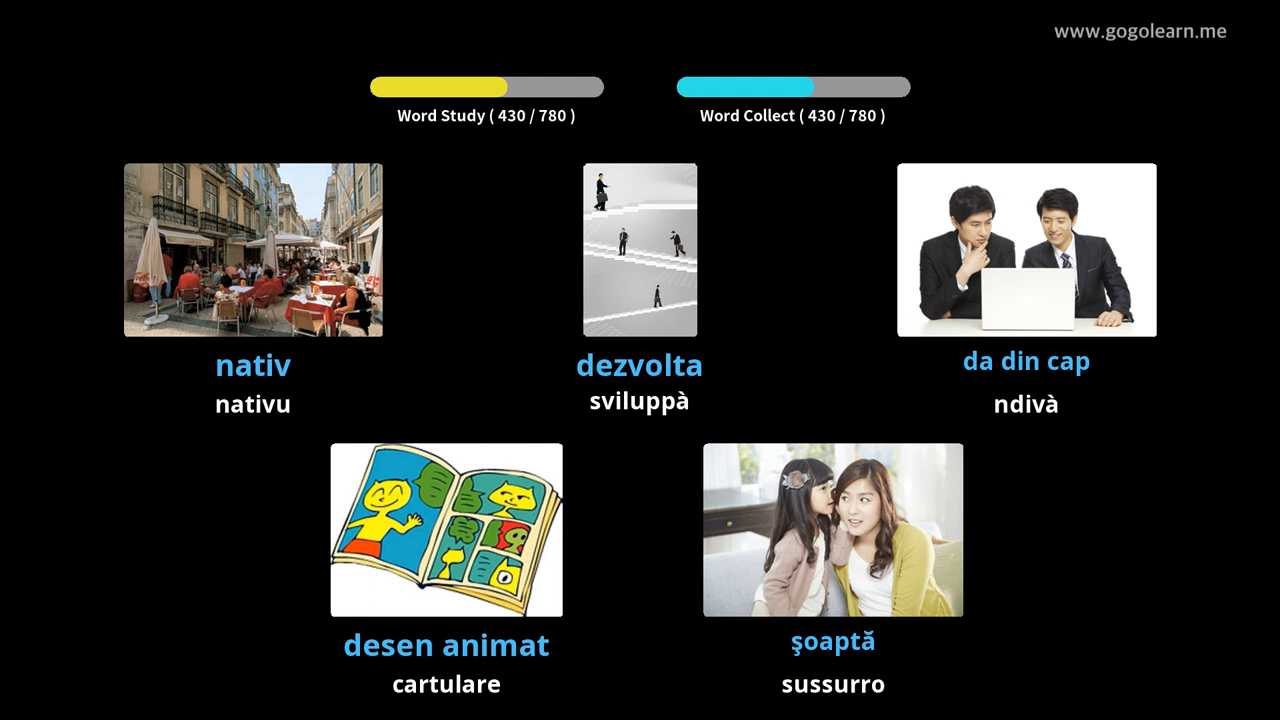 www.gogolearn.me
Word Study ( 430 / 780 )
Word Collect ( 430 / 780 )
nativ
nativu
dezvolta
sviluppà
da din cap
ndivà
desen animat
cartulare
şoaptă
sussurro